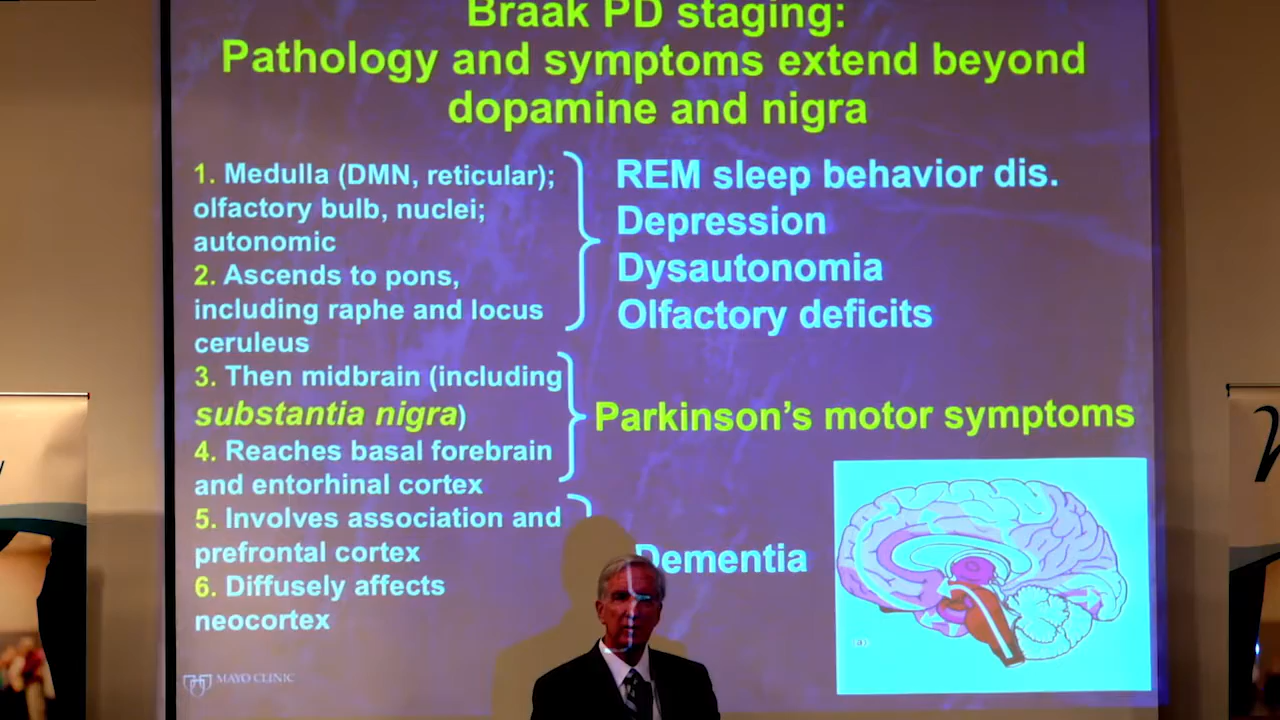 Braak PD staging:
Pathology and symptoms extend beyond
dopamine and nigra
1. Medulla (DMN, reticular);
olfactory bulb, nuclei;
autonomic
2. Ascends to pons,
including raphe and locus
ceruleus
3. Then midbrain (including
substantia nigra)
4. Reaches basal forebrain
and entorhinal cortex
5. Involves association and
prefrontal cortex
6. Diffusely affects
neocortex
REM sleep behavior dis.
Depression
Dysautonomia
Olfactory deficits
Parkinson's motor symptoms
Dementia
MAYO CLINIC